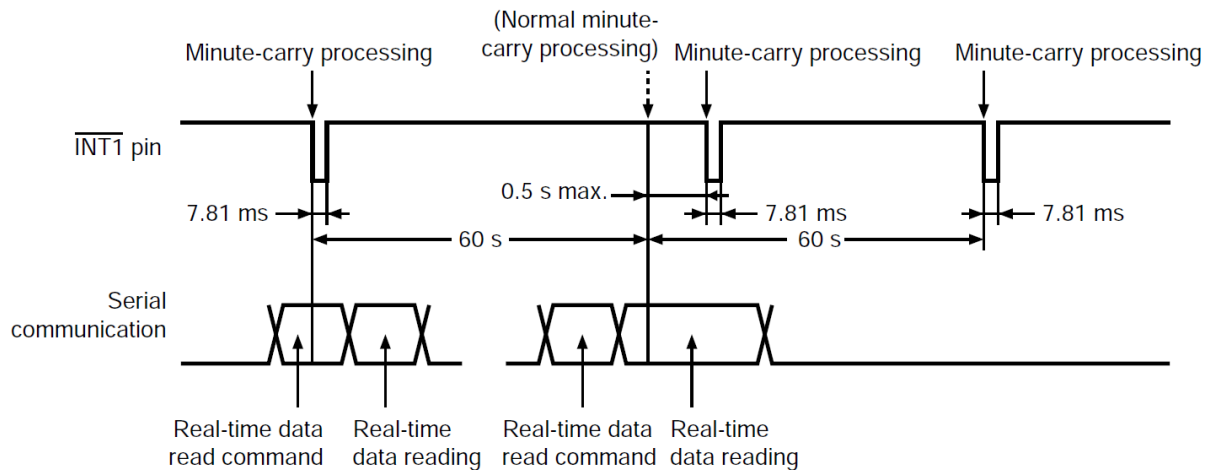 (Normal minute-
carry processing)
Minute-carry processing
Minute-carry processing
Minute-carry processing
INT1 pin
0.5 s max.
7.81 ms
7.81 ms
7.81 ms
60 s
60 s
Serial
communication
Real-time data
read command
Real-time
data reading
Real-time data
read command
Real-time
data reading